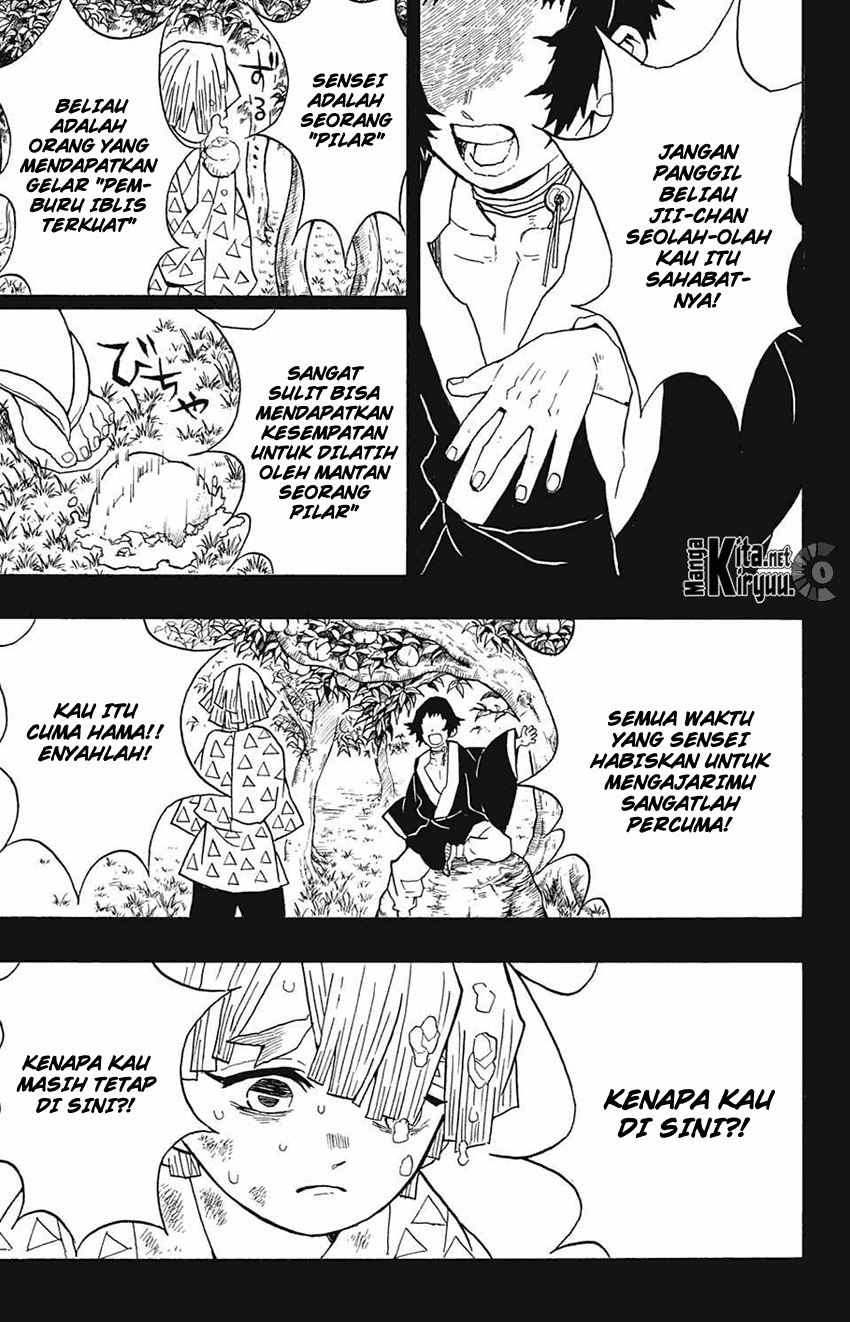 JANGAN
PANGGIL
BELIAU
JII-CHAN
SEOLAH-OLAH
KAU ITU
SAHABAT-
NYA!
SENSEI
ADALAH
SEORANG
"PILAR"
BELIAU
ADALAH
ORANG YANG
MENDAPATKAN
GELAR "PEM-
BURU IBLIS
TERKUAT"
ずる
SANGAT
SULIT BISA
MENDAPATKAN
KESEMPATAN
UNTUK DILATIH
OLEH MANTAN
SEORANG
PILAR"
びちゃ
MangaKita.net
Kiryuu.
SEMUA WAKTU
YANG SENSEI
HABISKAN UNTUK
MENGAJARIMU
SANGATLAH
PERCUMA!
KAU ITU
CUMA HAMA!!
ENYAHLAH!
KENAPA KAU
DI SINI?!
KENAPA KAU
MASIH TETAP
DI SINI?!